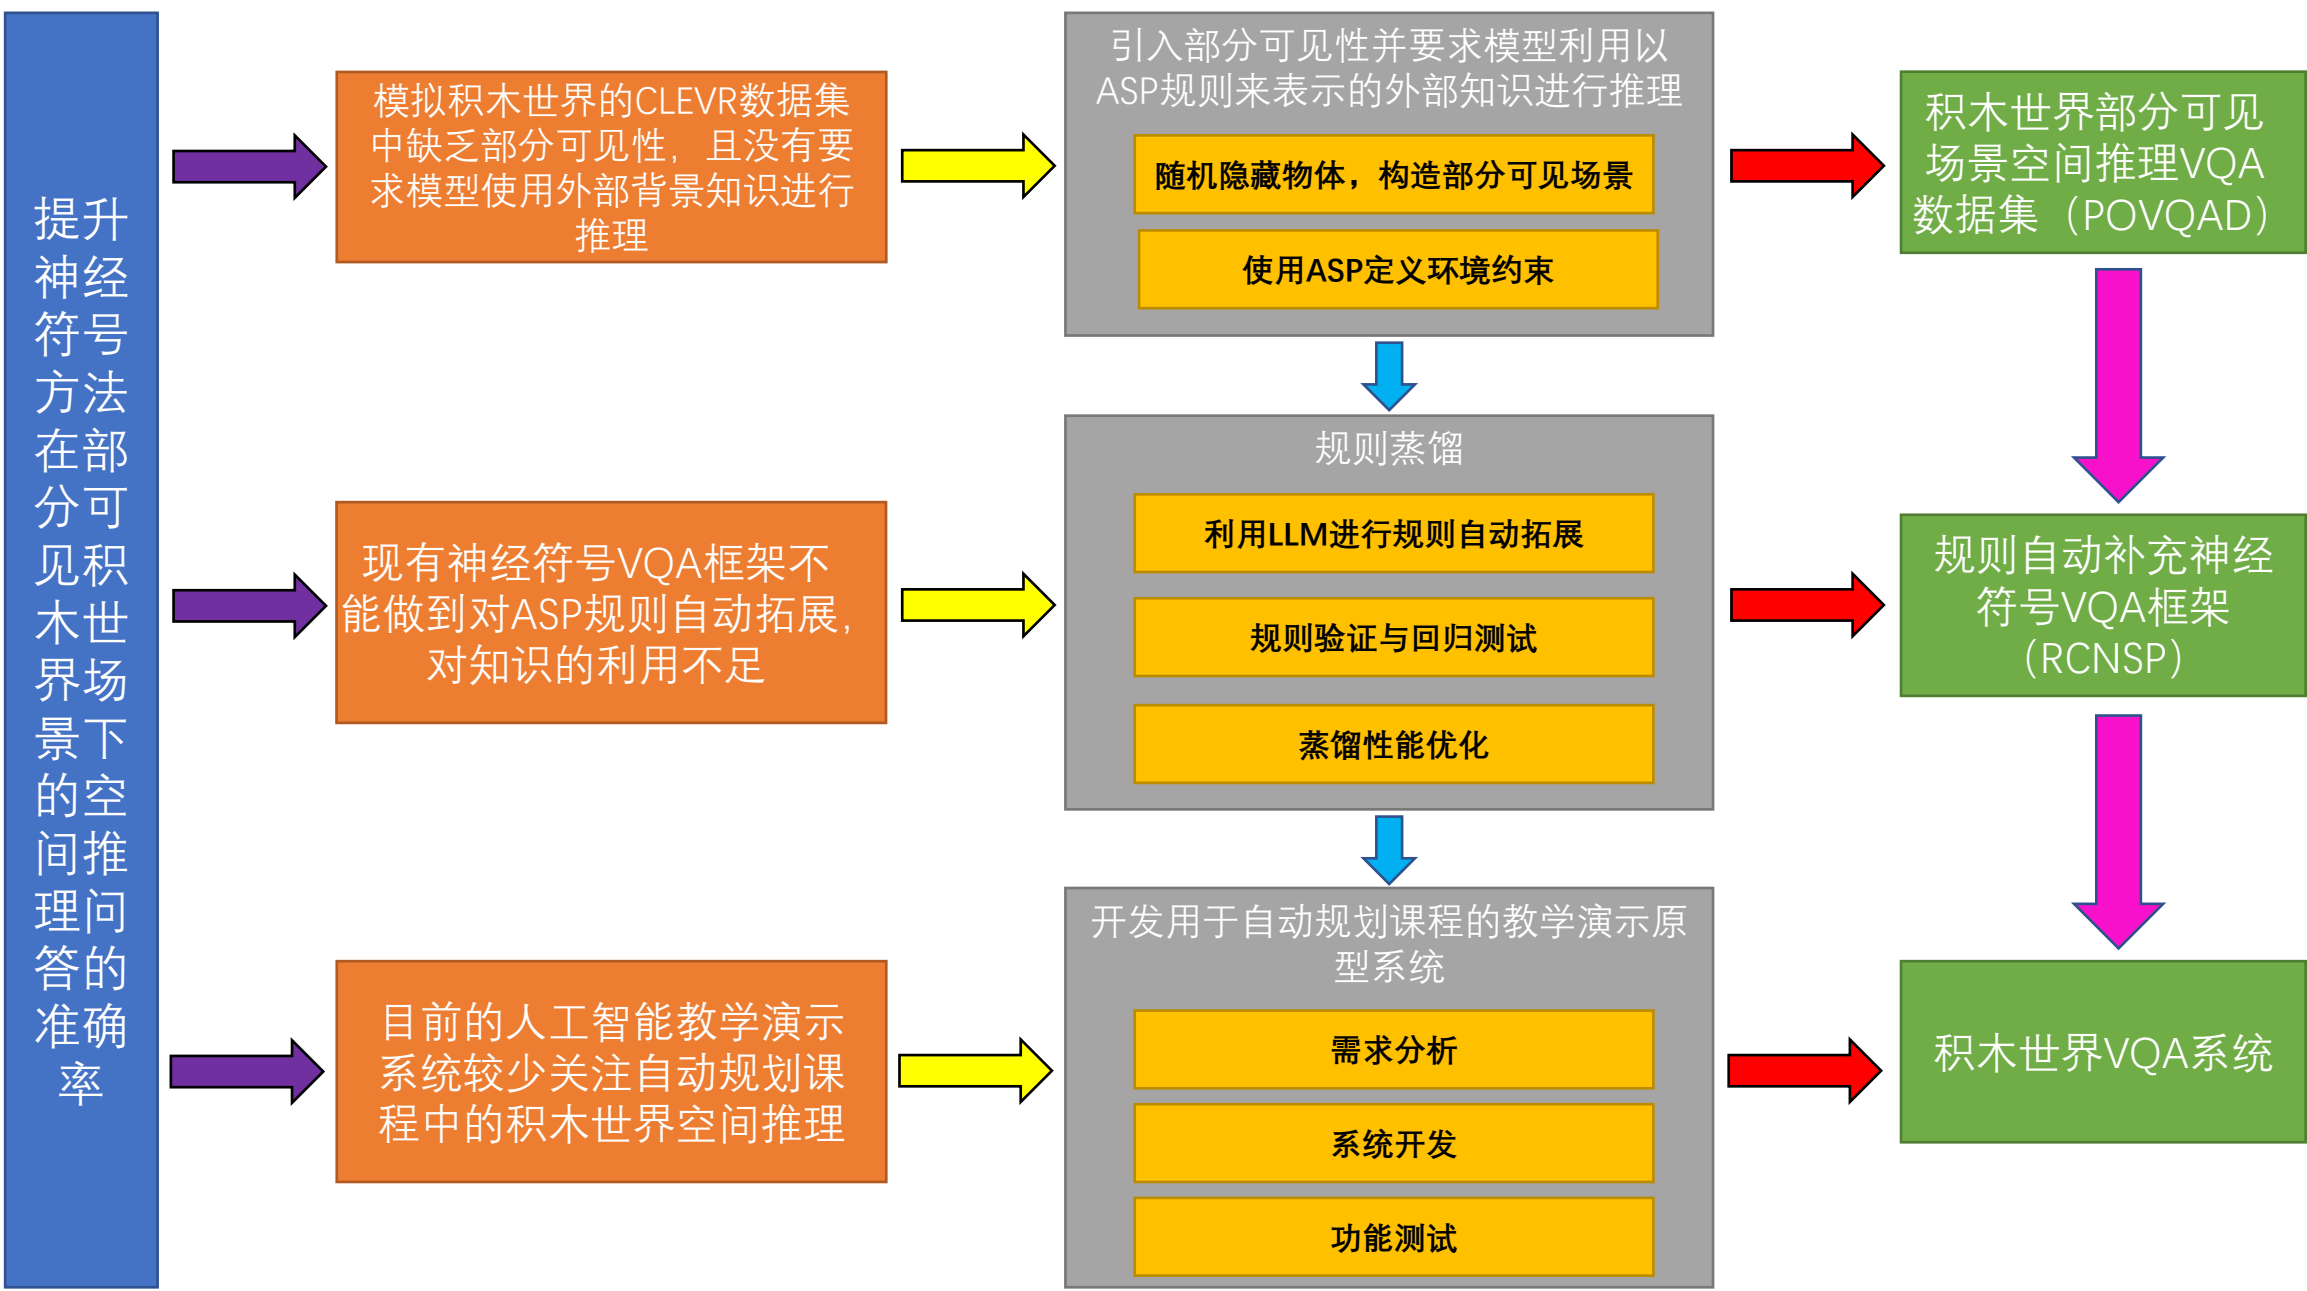 提升
神经
符号
方法
在部
分可
见积
木世
界场
景下
的空
间推
理问
答的
准确
率
模拟积木世界的CLEVR数据集
中缺乏部分可见性，且没有要
求模型使用外部背景知识进行
推理
引入部分可见性并要求模型利用以
ASP规则来表示的外部知识进行推理
随机隐藏物体，构造部分可见场景
使用ASP定义环境约束
积木世界部分可见
场景空间推理VQA
数据集（POVQAD）
现有神经符号VQA框架不
能做到对ASP规则自动拓展，
对知识的利用不足
规则蒸馏
利用LLM进行规则自动拓展
规则验证与回归测试
蒸馏性能优化
规则自动补充神经
符号VQA框架
（RCNSP）
目前的人工智能教学演示
系统较少关注自动规划课
程中的积木世界空间推理
开发用于自动规划课程的教学演示原
型系统
需求分析
系统开发
功能测试
积木世界VQA系统